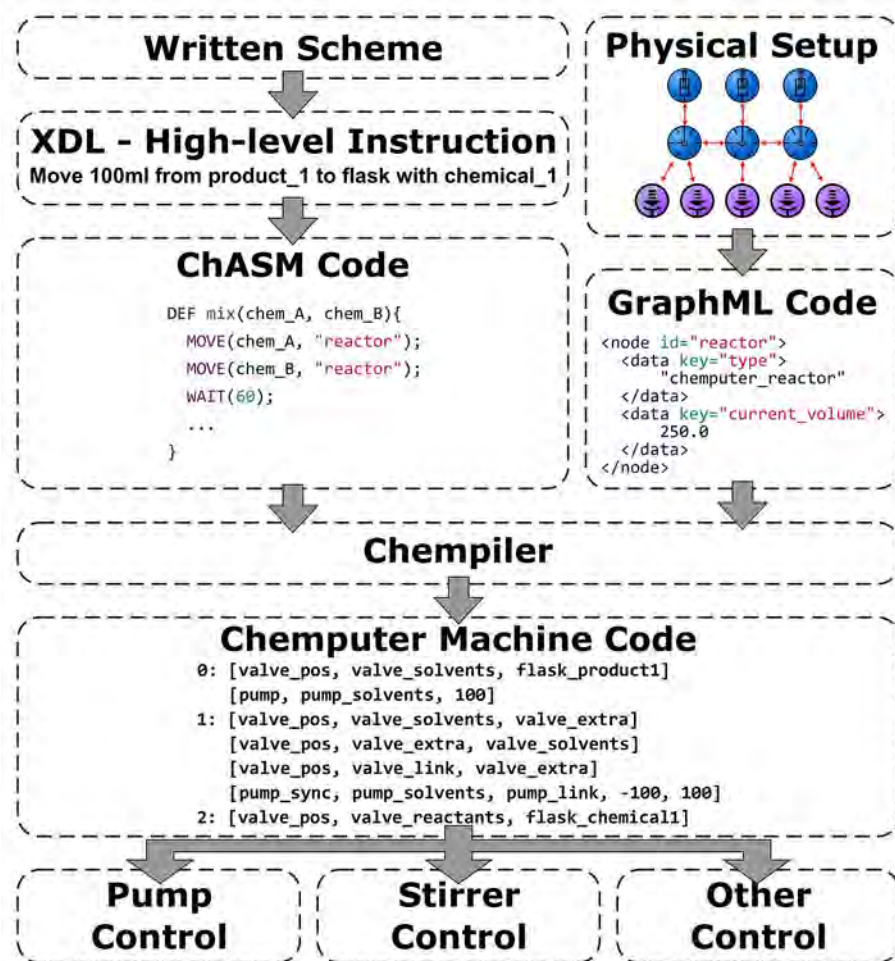 Written Scheme
Physical Setup
XDL - High-level Instruction
Move 100ml from product_1 to flask with chemical_1
ChASM Code
DEF mix(chem_A, chem_B){
MOVE(chem_A, "reactor");
MOVE(chem_B, "reactor");
WAIT(60);
...
}
GraphML Code
<node id="reactor">
<data key="type">
"chemputer_reactor"
</data>
<data key="current_volume">
250.0
</data>
</node>
Chempiler
Chemputer Machine Code
0: [valve_pos, valve_solvents, flask_product1]
[pump, pump_solvents, 100]
1: [valve_pos, valve_solvents, valve_extra]
[valve_pos, valve_extra, valve_solvents]
[valve_pos, valve_link, valve_extra]
[pump_sync, pump_solvents, pump_link, -100, 100]
2: [valve_pos, valve_reactants, flask_chemical1]
Pump
Control
Stirrer
Control
Other
Control